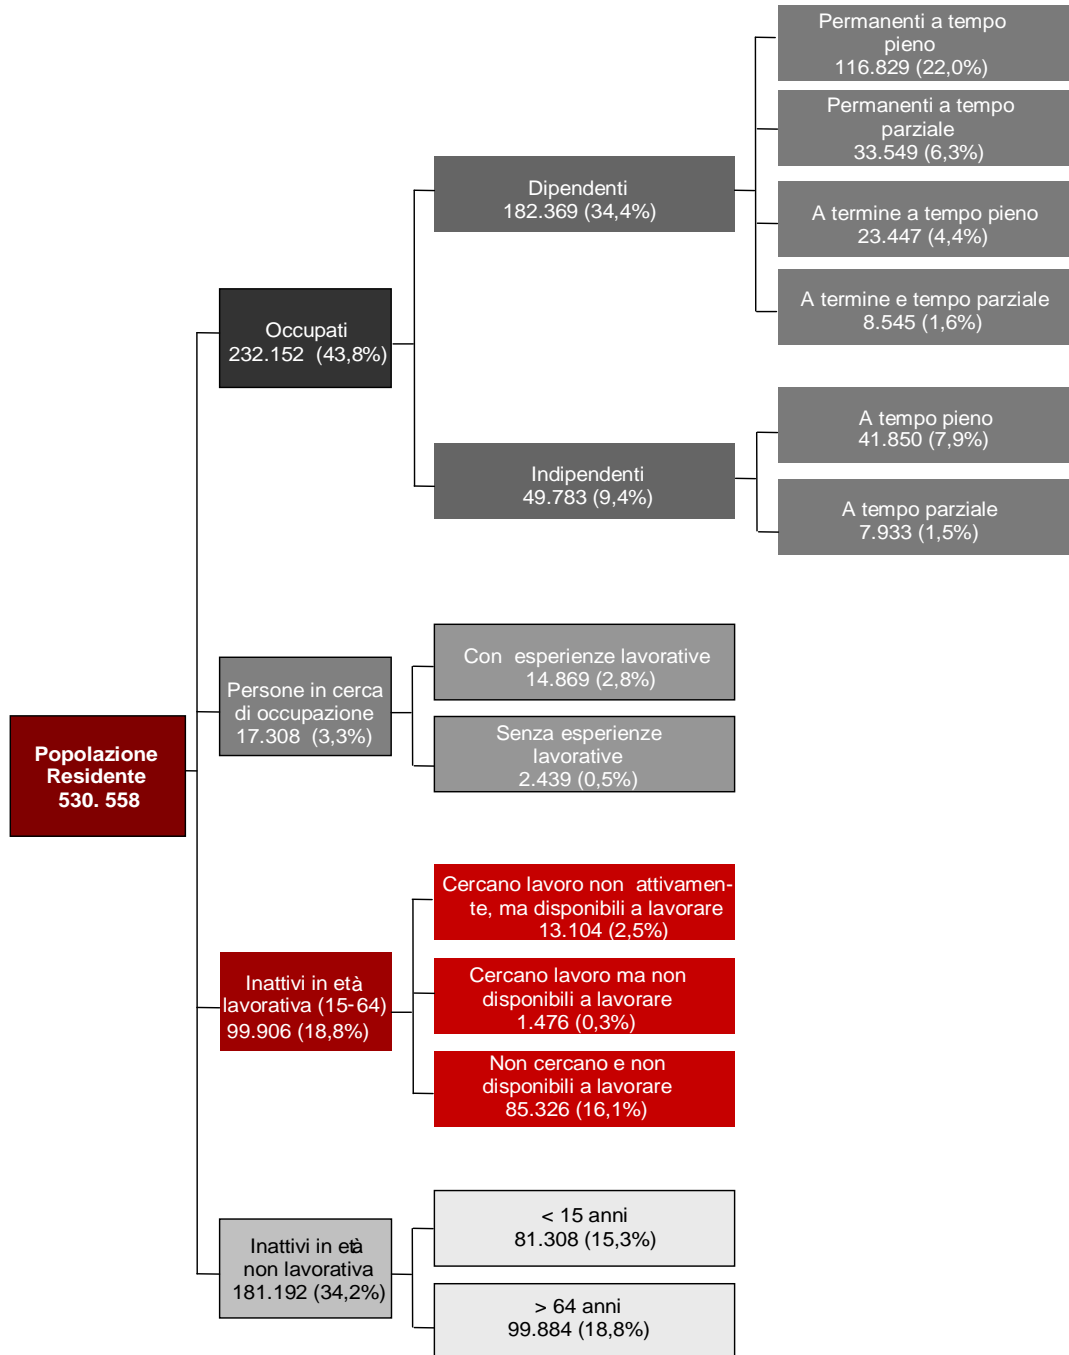 Permanenti a tempo
pieno
116.829 (22,0%)
Permanenti a tempo
parziale
33.549 (6,3%)
Dipendenti
182.369 (34,4%)
A termine a tempo pieno
23.447 (4,4%)
A termine e tempo parziale
8.545 (1,6%)
Occupati
232.152 (43,8%)
A tempo pieno
41.850 (7,9%)
Indipendenti
49.783 (9,4%)
A tempo parziale
7.933 (1,5%)
Con esperienze lavorative
14.869 (2,8%)
Persone in cerca
di occupazione
17.308 (3,3%)
Senza esperienze
lavorative
2.439 (0,5%)
Popolazione
Residente
530. 558
Cercano lavoro non attivamen-
te, ma disponibili a lavorare
13.104 (2,5%)
Inattivi in età
lavorativa (15-64)
99.906 (18,8%)
Cercano lavoro ma non
disponibili a lavorare
1.476 (0,3%)
Non cercano e non
disponibili a lavorare
85.326 (16,1%)
< 15 anni
81.308 (15,3%)
Inattivi in età
non lavorativa
181.192 (34,2%)
> 64 anni
99.884 (18,8%)